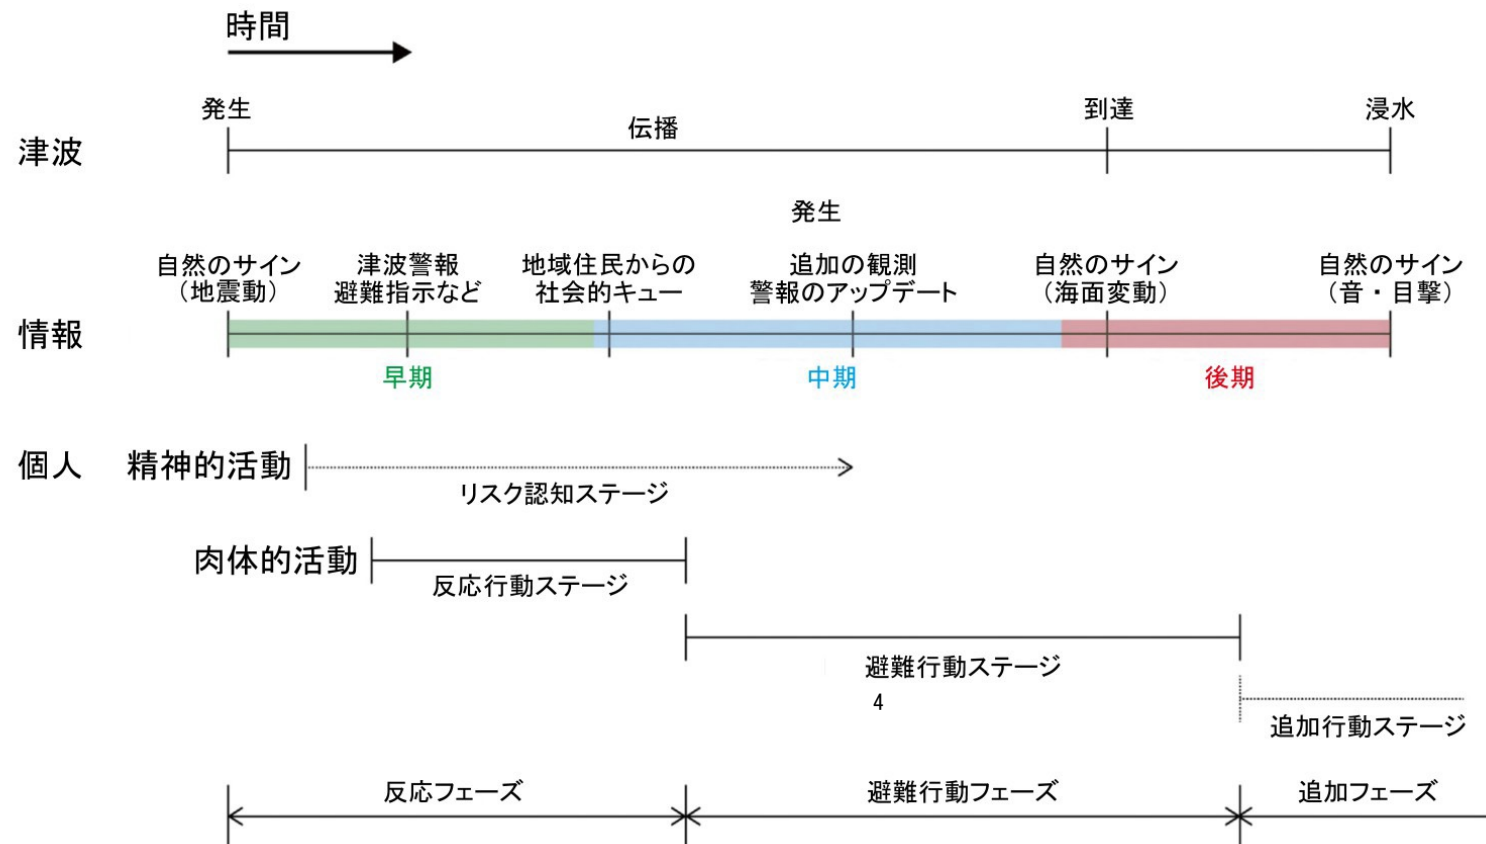 時間
発生
到達
浸水
伝播
津波
発生
自然のサイン
（地震動）
津波警報
避難指示など
地域住民からの
社会的キュー
追加の観測
警報のアップデート
自然のサイン
（海面変動）
自然のサイン
（音・目撃）
情報
早期
中期
後期
個人
精神的活動
リスク認知ステージ
肉体的活動
反応行動ステージ
避難行動ステージ
4
追加行動ステージ
反応フェーズ
避難行動フェーズ
追加フェーズ